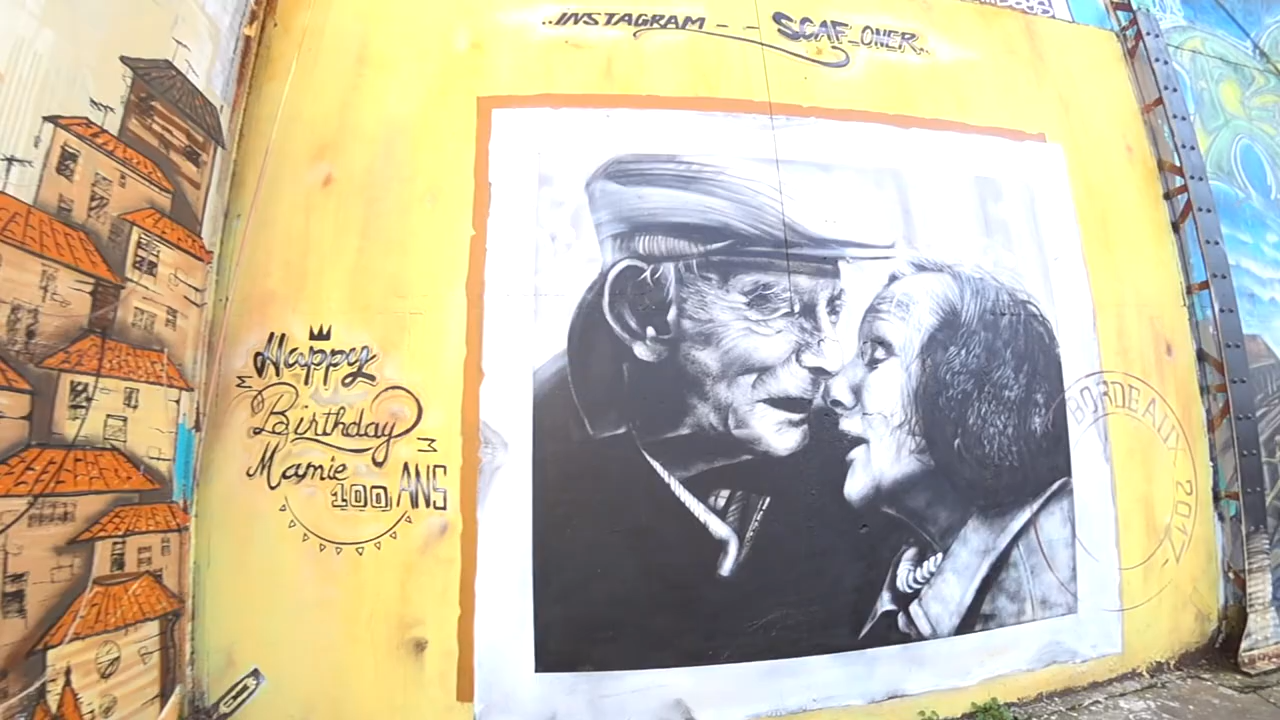 ..INSTAGRAM _ _ SCAF_ONER..
Happy
Birthday
Mamie
100 ANS
BORDEAUX 2017